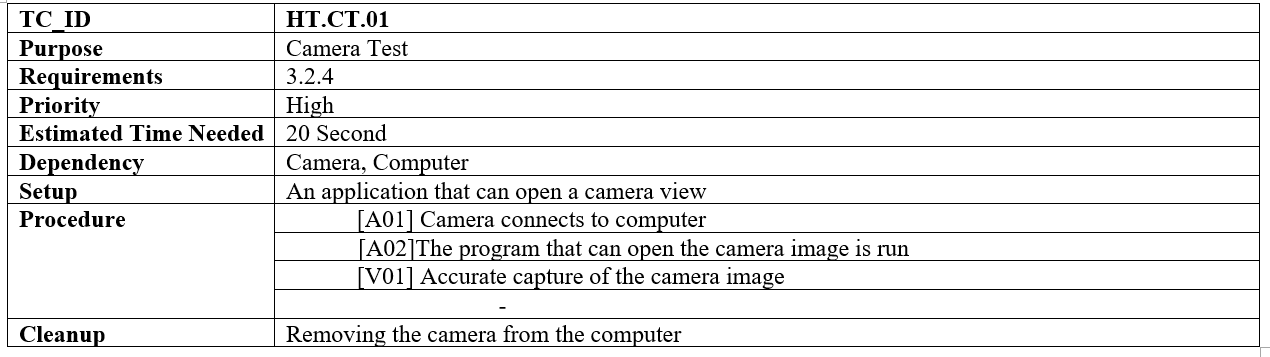 TC_ID HT.CT.01
Purpose Camera Test
Requirements 3.2.4
Priority High
Estimated Time Needed 20 Second
Dependency Camera, Computer
Setup An application that can open a camera view
Procedure [A01] Camera connects to computer
[A02]The program that can open the camera image is run
[V01] Accurate capture of the camera image
-
Cleanup Removing the camera from the computer